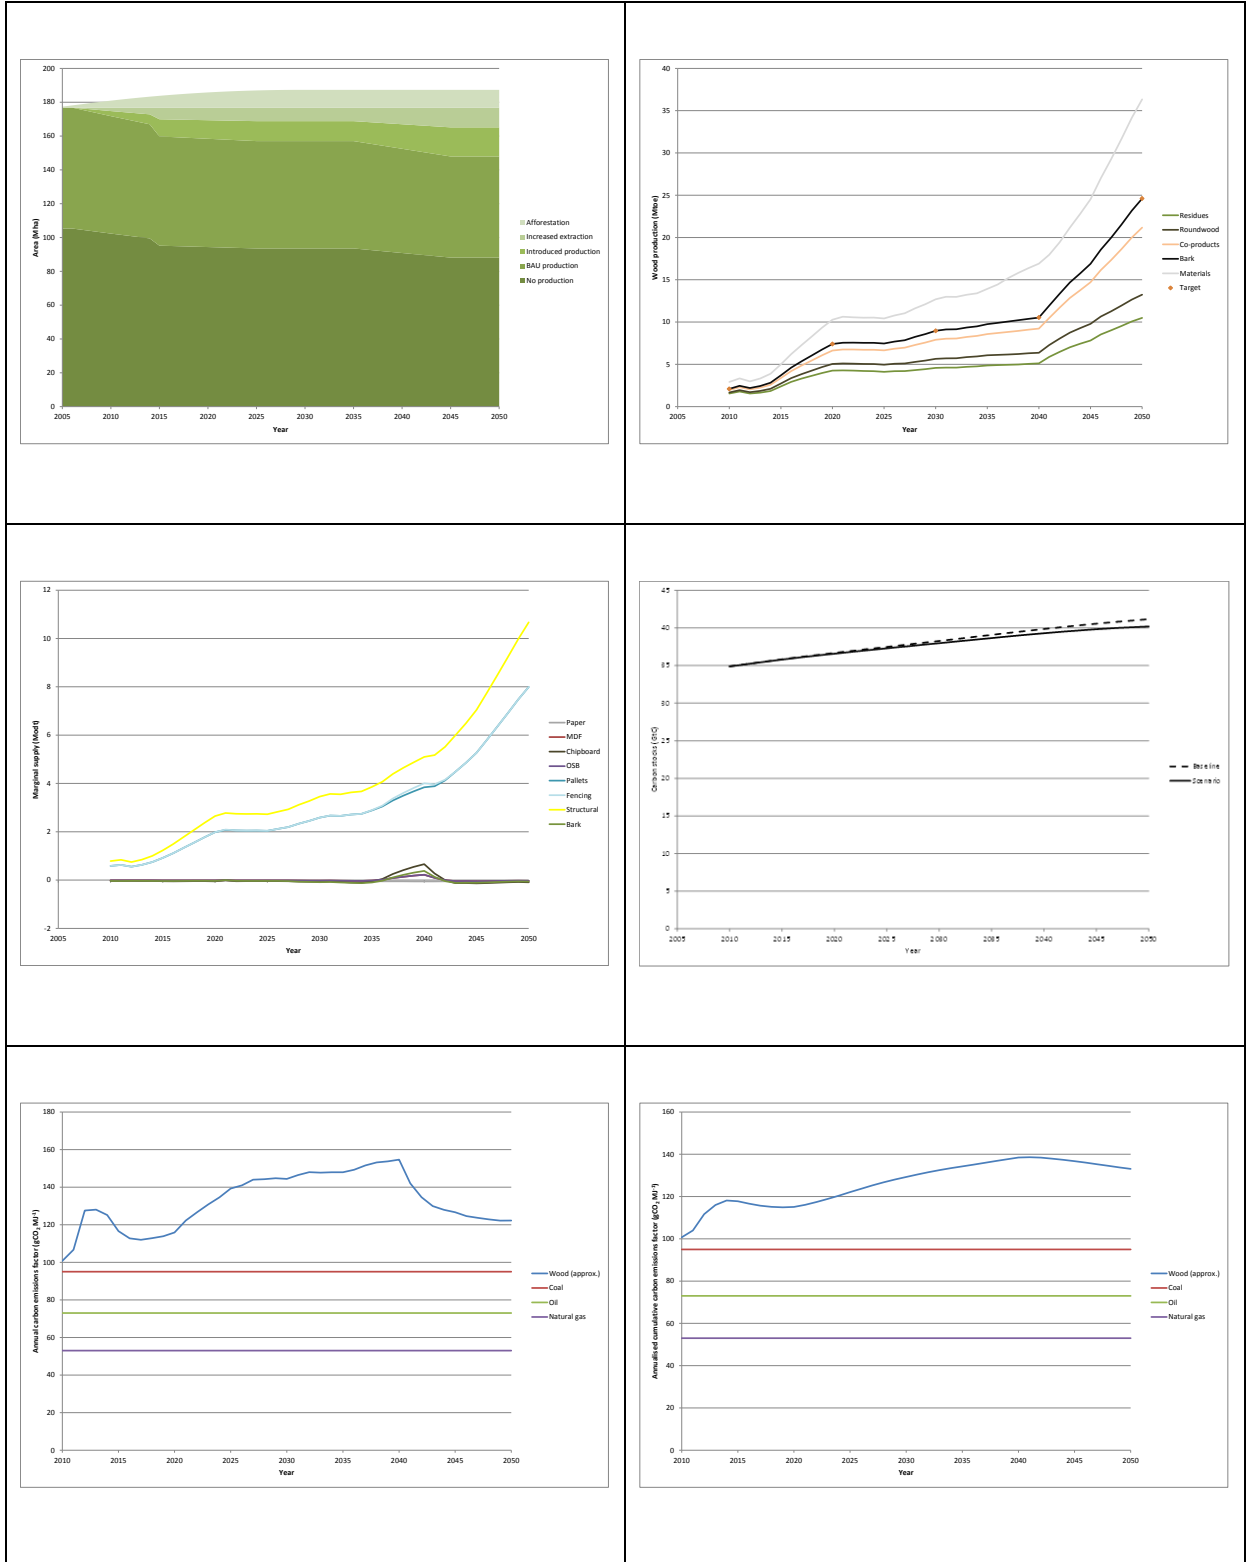 200
180
160
140
120
100
80
60
40
20
0
Area (Mha)
2005 2010 2015 2020 2025 2030 2035 2040 2045 2050
Year
Afforestation
Increased extraction
Introduced production
BAU production
No production
40
35
30
25
20
15
10
5
0
Wood production (Mtoe)
2005 2010 2015 2020 2025 2030 2035 2040 2045 2050
Year
Residues
Roundwood
Co-products
Bark
Materials
Target
12
10
8
6
4
2
0
-2
Marginal supply (Modt)
2005 2010 2015 2020 2025 2030 2035 2040 2045 2050
Year
Paper
MDF
Chipboard
OSB
Pallets
Fencing
Structural
Bark
45
40
35
30
25
20
15
10
5
0
Carbon stocks (GtC)
2005 2010 2015 2020 2025 2030 2035 2040 2045 2050
Year
Baseline
Scenario
180
160
140
120
100
80
60
40
20
0
Annual carbon emissions factor (gCO₂ MJ⁻¹)
2010 2015 2020 2025 2030 2035 2040 2045 2050
Year
Wood (approx.)
Coal
Oil
Natural gas
160
140
120
100
80
60
40
20
0
Annualised cumulative carbon emissions factor (gCO₂ MJ⁻¹)
2010 2015 2020 2025 2030 2035 2040 2045 2050
Year
Wood (approx.)
Coal
Oil
Natural gas